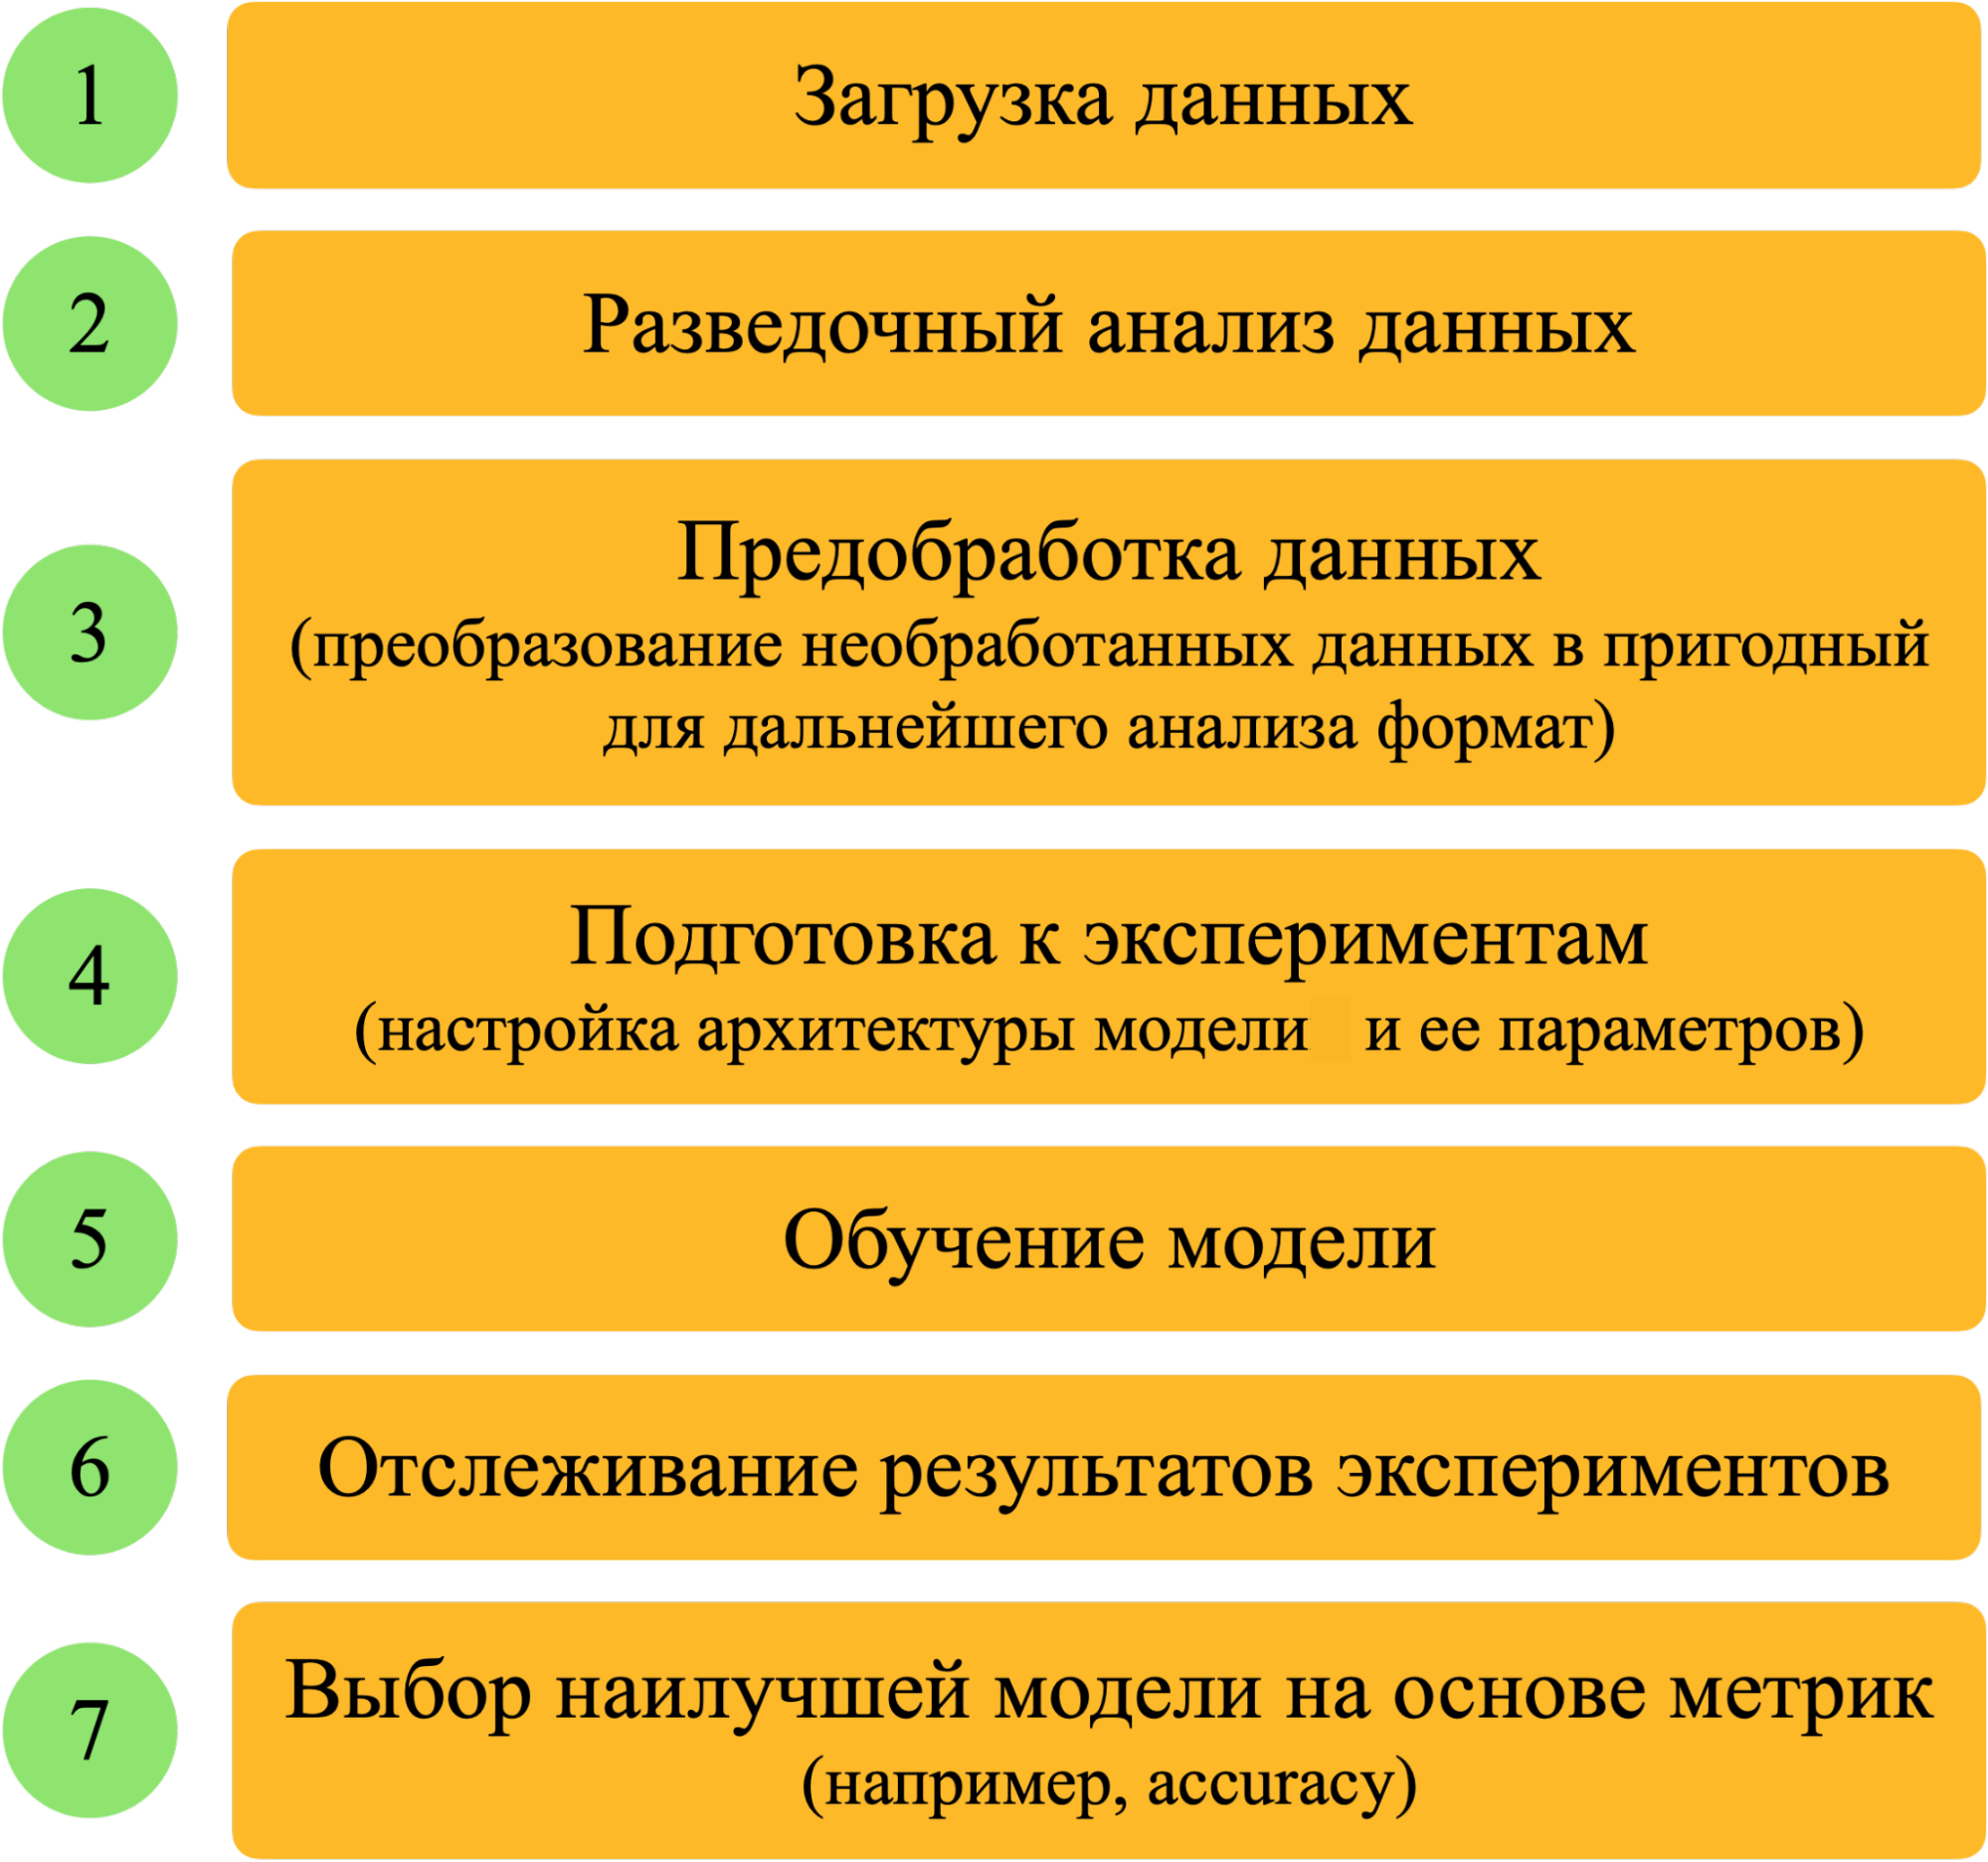 1
Загрузка данных
2
Разведочный анализ данных
3
Предобработка данных
(преобразование необработанных данных в пригодный
для дальнейшего анализа формат)
4
Подготовка к экспериментам
(настройка архитектуры модели и ее параметров)
5
Обучение модели
6
Отслеживание результатов экспериментов
7
Выбор наилучшей модели на основе метрик
(например, accuracy)